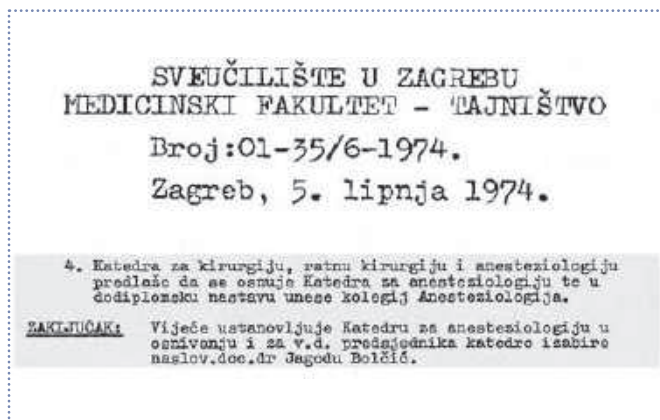 SVEUČILIŠTE U ZAGREBU
MEDICINSKI FAKULTET - TAJNIŠTVO
Broj:01-35/6-1974.
Zagreb, 5. lipnja 1974.
4. Katedra za kirurgiju, ratnu kirurgiju i anesteziologiju
predlaže da se osnuje Katedra za anesteziologiju te u
dodiplomsku nastavu unese kolegij Anesteziologija.
ZAKLJUČAK: Vijeće ustanovljuje Katedru za anesteziologiju u
osnivanju i za v.d. predsjednika katedre izabire
naslov.doc.dr Jagodu Bolčić.